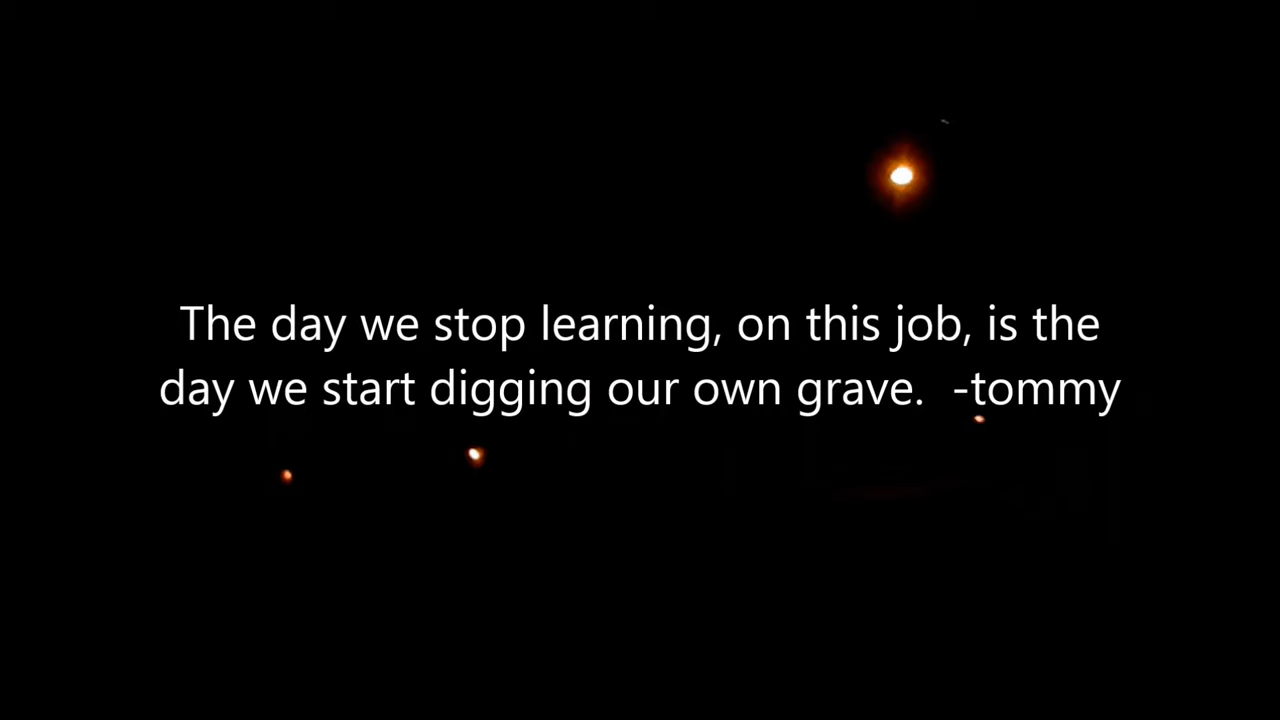 The day we stop learning, on this job, is the
day we start digging our own grave.  -tommy